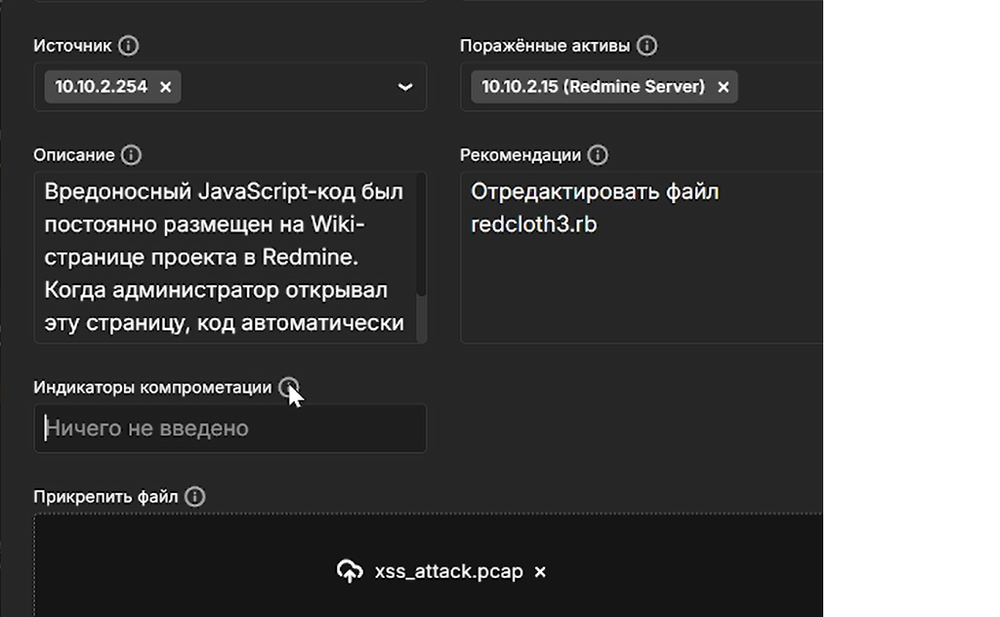 Источник
Поражённые активы
10.10.2.254
10.10.2.15 (Redmine Server)
Описание
Рекомендации
Вредоносный JavaScript-код был
постоянно размещен на Wiki-
странице проекта в Redmine.
Когда администратор открывал
эту страницу, код автоматически
Отредактировать файл
redcloth3.rb
Индикаторы компрометации
Ничего не введено
Прикрепить файл
xss_attack.pcap